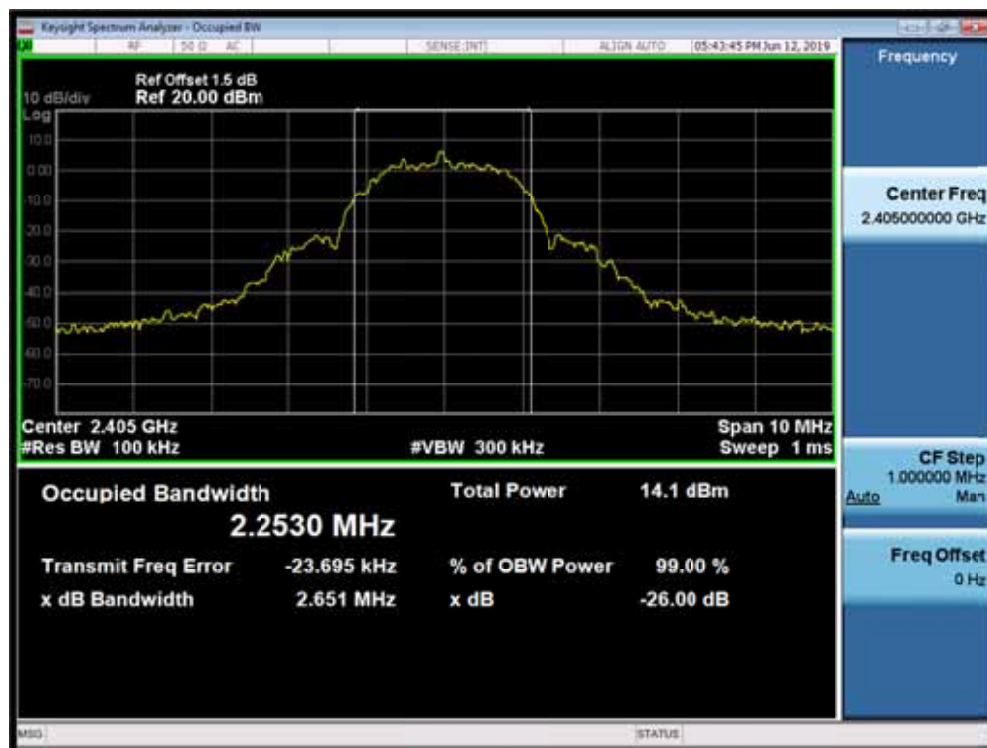 Keysight Spectrum Analyzer - Occupied BW
RF 50 Ω AC SENSE:INT ALIGN AUTO 05:43:45 PM Jun 12, 2019
Frequency
Ref Offset 1.5 dB
10 dB/div Ref 20.00 dBm
Log
10.0
0.00
-10.0
-20.0
-30.0
-40.0
-50.0
-60.0
-70.0
Center 2.405 GHz Span 10 MHz
#Res BW 100 kHz #VBW 300 kHz Sweep 1 ms
Occupied Bandwidth Total Power 14.1 dBm
2.2530 MHz
Transmit Freq Error -23.695 kHz % of OBW Power 99.00 %
x dB Bandwidth 2.651 MHz x dB -26.00 dB
Center Freq
2.405000000 GHz
CF Step
1.000000 MHz
Auto Man
Freq Offset
0 Hz
MSG STATUS